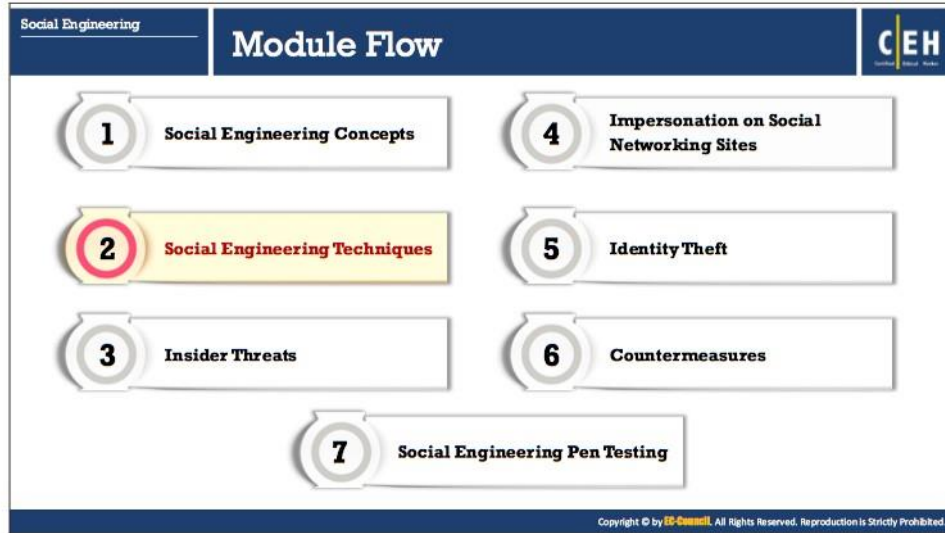 Social Engineering
Module Flow
C|EH
1
Social Engineering Concepts
2
Social Engineering Techniques
3
Insider Threats
4
Impersonation on Social
Networking Sites
5
Identity Theft
6
Countermeasures
7
Social Engineering Pen Testing
Copyright © by EC-Council. All Rights Reserved. Reproduction is Strictly Prohibited.